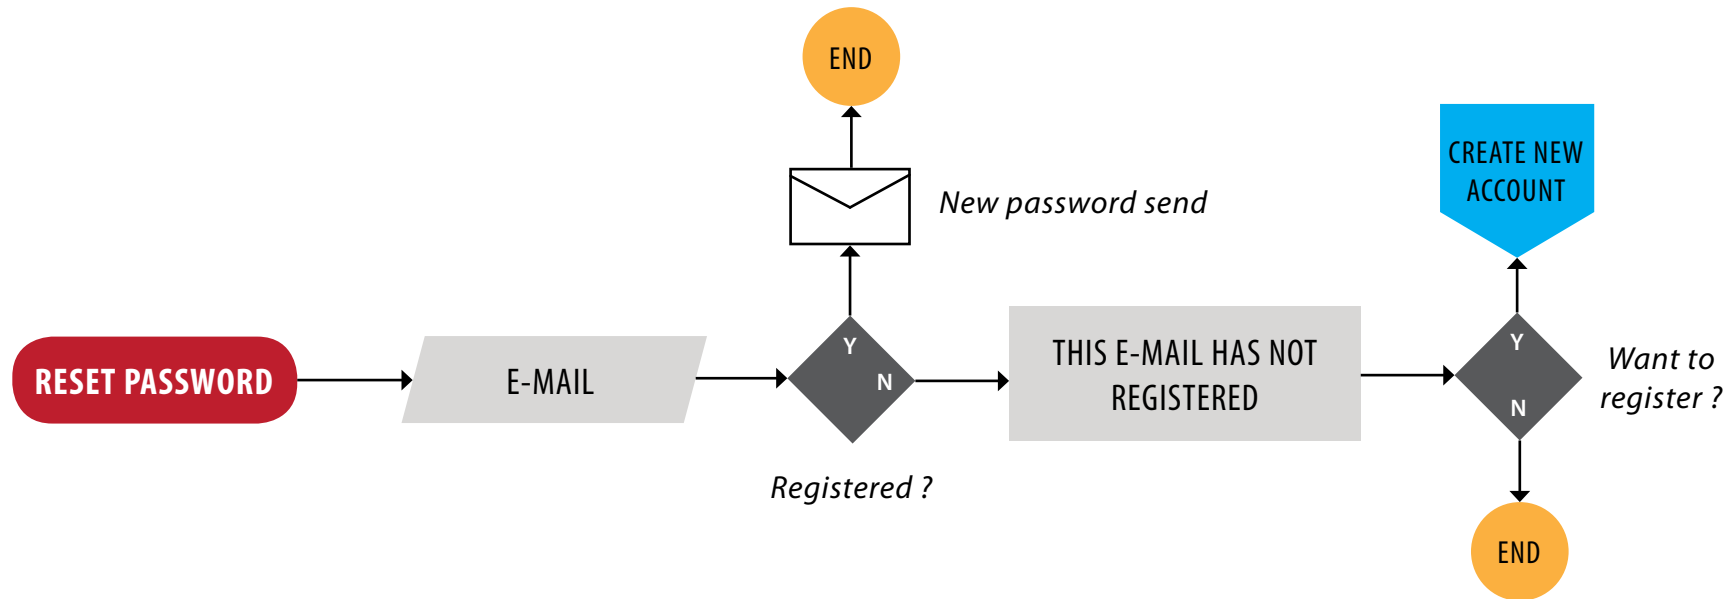 END
New password send
CREATE NEW
ACCOUNT
RESET PASSWORD
E-MAIL
Y
N
THIS E-MAIL HAS NOT
REGISTERED
Y
N
Want to
register ?
Registered ?
END